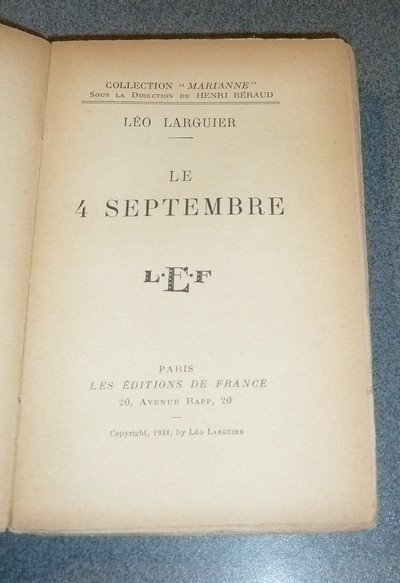 COLLECTION "MARIANNE"
SOUS LA DIRECTION DE HENRI BÉRAUD
LÉO LARGUIER
LE
4 SEPTEMBRE
L·E·F
PARIS
LES ÉDITIONS DE FRANCE
20, AVENUE RAPP, 20
Copyright, 1931, by LÉO LARGUIER